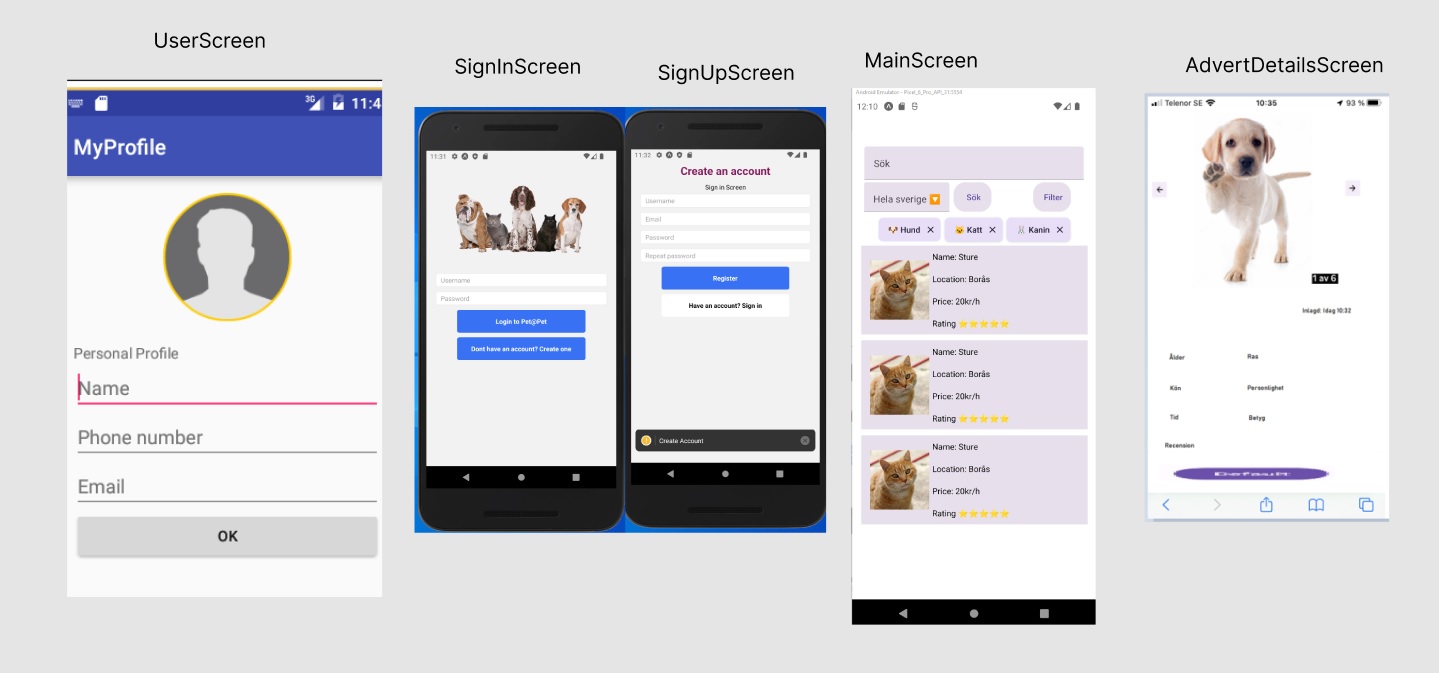 UserScreen
3G 11:4
MyProfile
Personal Profile
Name
Phone number
Email
OK
SignInScreen
11:31
Username
Password
Login to Pet@Pet
Dont have an account? Create one
SignUpScreen
11:32
Create an account
Sign in Screen
Username
Email
Password
Repeat password
Register
Have an account? Sign in
Create Account
MainScreen
12:10
Sök
Hela sverige 🔽 Sök Filter
🐶 Hund ✕ 🐱 Katt ✕ 🐰 Kanin ✕
Name: Sture
Location: Borås
Price: 20kr/h
Rating ⭐⭐⭐⭐⭐
Name: Sture
Location: Borås
Price: 20kr/h
Rating ⭐⭐⭐⭐⭐
Name: Sture
Location: Borås
Price: 20kr/h
Rating ⭐⭐⭐⭐⭐
AdvertDetailsScreen
Telenor SE 10:35 93 %
1 av 6
Inlagd: Idag 10:32
Ålder Ras
Kön Personlighet
Tid Betyg
Recension
Default